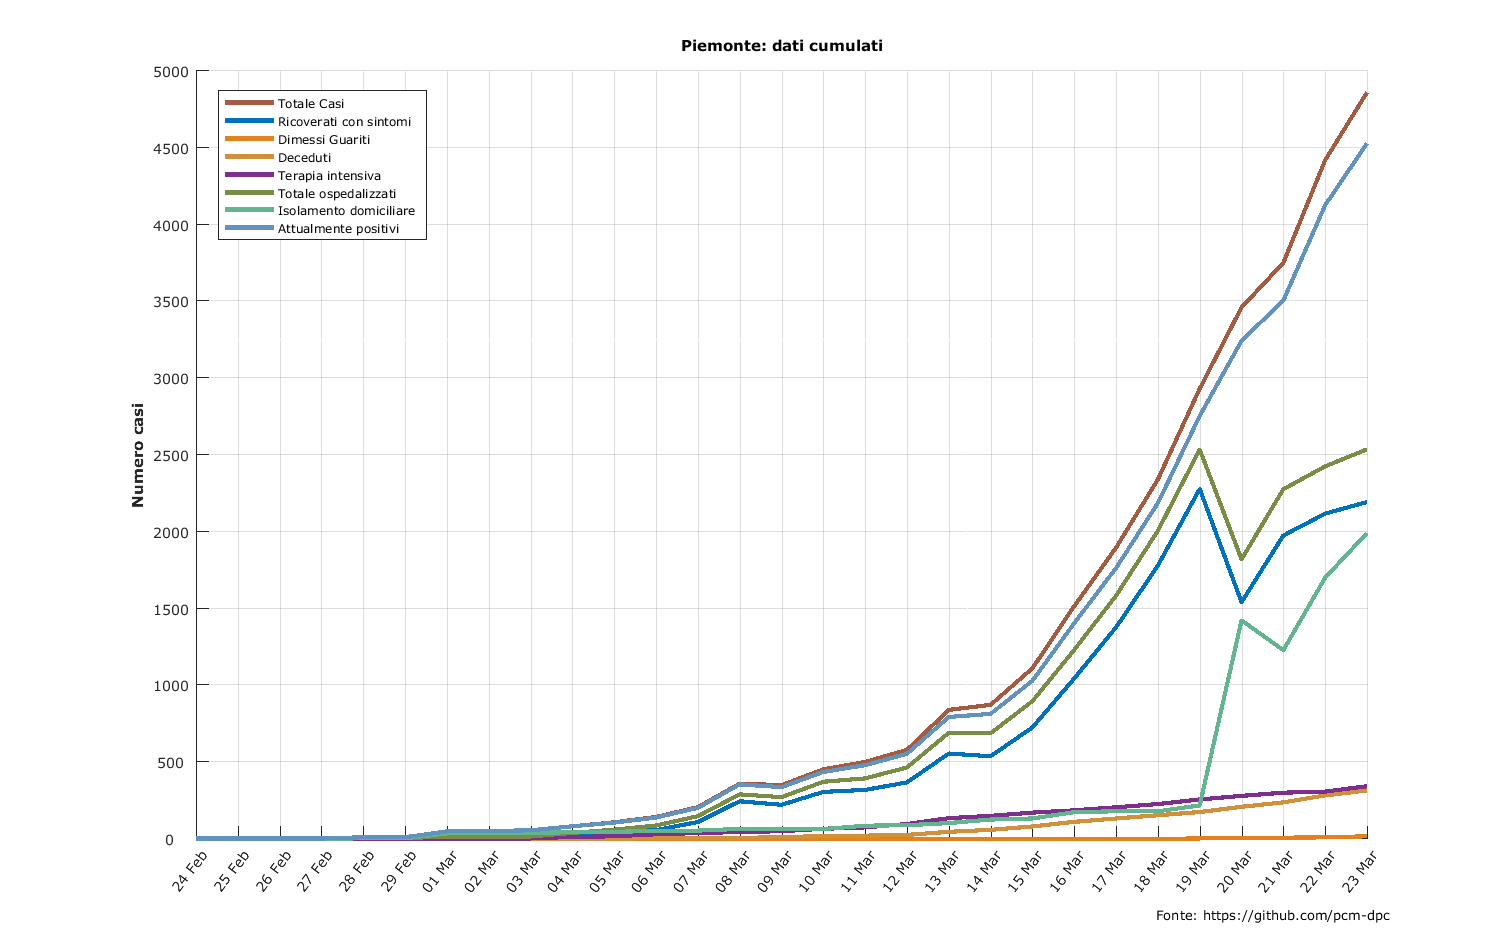 Piemonte: dati cumulati
5000
4500
4000
3500
3000
2500
2000
1500
1000
500
0
Numero casi
Totale Casi
Ricoverati con sintomi
Dimessi Guariti
Deceduti
Terapia intensiva
Totale ospedalizzati
Isolamento domiciliare
Attualmente positivi
24 Feb
25 Feb
26 Feb
27 Feb
28 Feb
29 Feb
01 Mar
02 Mar
03 Mar
04 Mar
05 Mar
06 Mar
07 Mar
08 Mar
09 Mar
10 Mar
11 Mar
12 Mar
13 Mar
14 Mar
15 Mar
16 Mar
17 Mar
18 Mar
19 Mar
20 Mar
21 Mar
22 Mar
23 Mar
Fonte: https://github.com/pcm-dpc